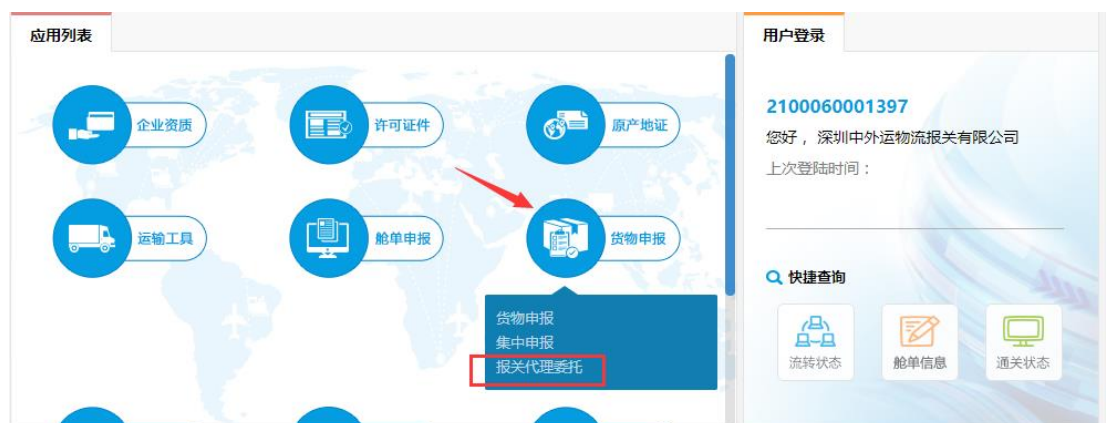 应用列表
企业资质
许可证件
原产地证
运输工具
舱单申报
货物申报
货物申报
集中申报
报关代理委托
用户登录
2100060001397
您好，深圳中外运物流报关有限公司
上次登陆时间：
快捷查询
流转状态
舱单信息
通关状态